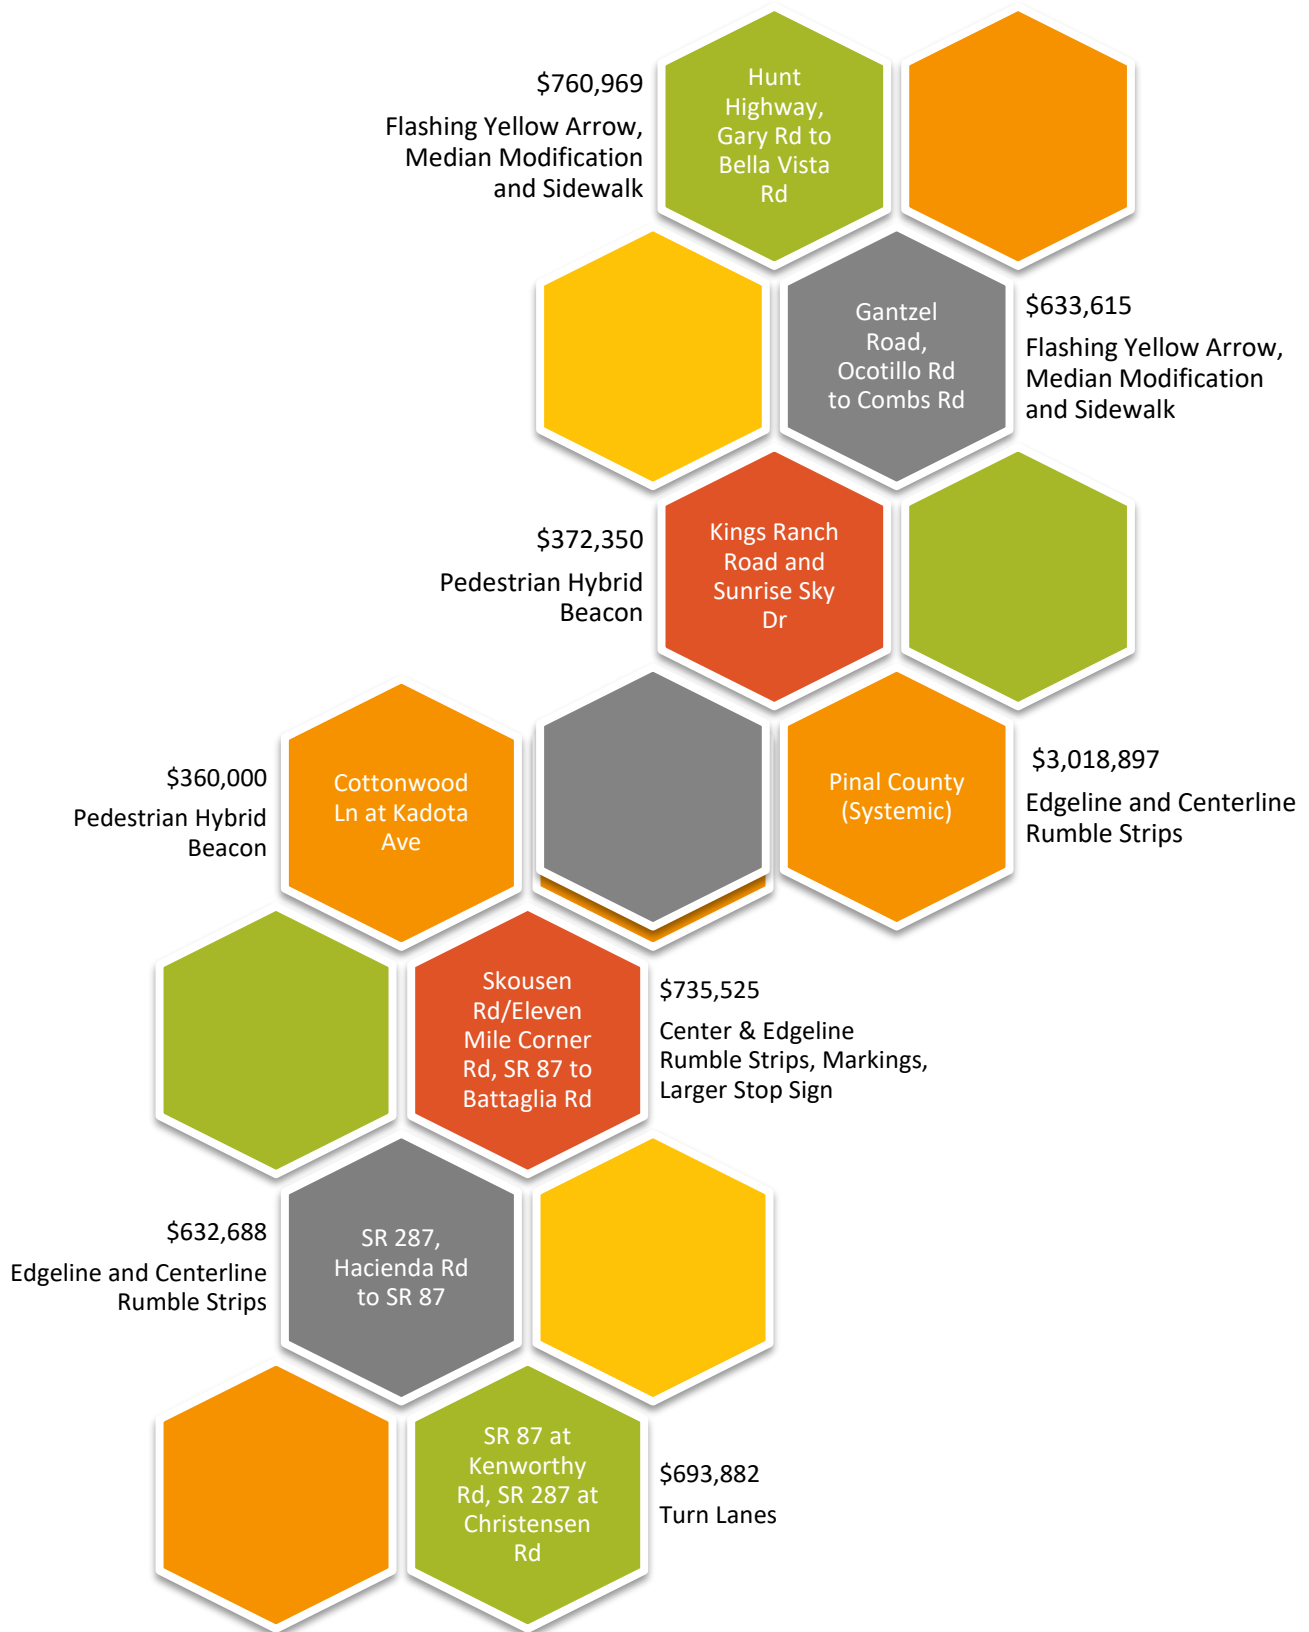 $760,969
Flashing Yellow Arrow,
Median Modification
and Sidewalk
Hunt
Highway,
Gary Rd to
Bella Vista
Rd
Gantzel
Road,
Ocotillo Rd
to Combs Rd
$633,615
Flashing Yellow Arrow,
Median Modification
and Sidewalk
$372,350
Pedestrian Hybrid
Beacon
Kings Ranch
Road and
Sunrise Sky
Dr
$360,000
Pedestrian Hybrid
Beacon
Cottonwood
Ln at Kadota
Ave
Pinal County
(Systemic)
$3,018,897
Edgeline and Centerline
Rumble Strips
Skousen
Rd/Eleven
Mile Corner
Rd, SR 87 to
Battaglia Rd
$735,525
Center & Edgeline
Rumble Strips, Markings,
Larger Stop Sign
$632,688
Edgeline and Centerline
Rumble Strips
SR 287,
Hacienda Rd
to SR 87
SR 87 at
Kenworthy
Rd, SR 287 at
Christensen
Rd
$693,882
Turn Lanes